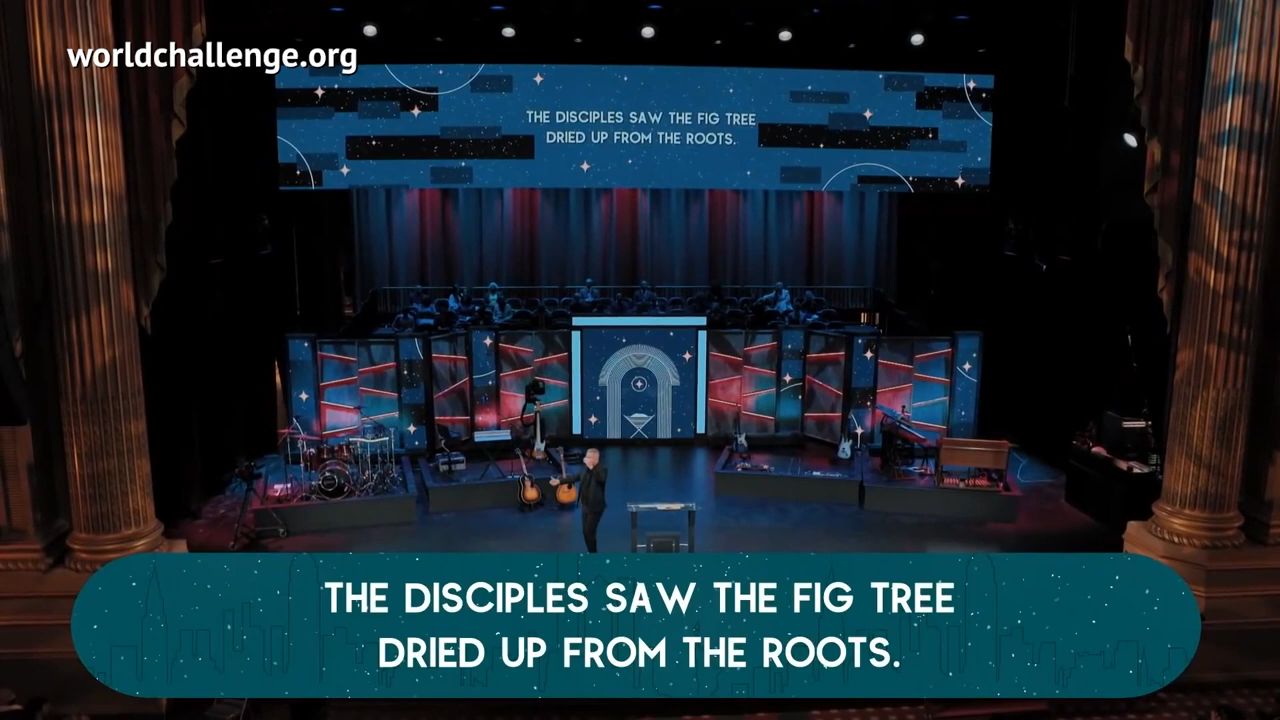 worldchallenge.org
THE DISCIPLES SAW THE FIG TREE
DRIED UP FROM THE ROOTS.
THE DISCIPLES SAW THE FIG TREE
DRIED UP FROM THE ROOTS.